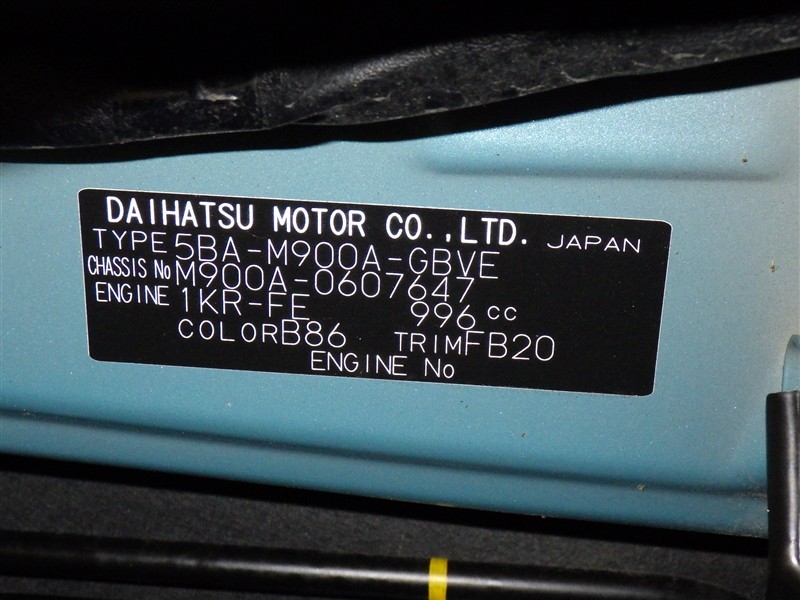 DAIHATSU MOTOR CO.,LTD. JAPAN
TYPE 5BA-M900A-GBVE
CHASSIS No M900A-0607647
ENGINE 1KR-FE 996 cc
COLOR B86 TRIM FB20
ENGINE No